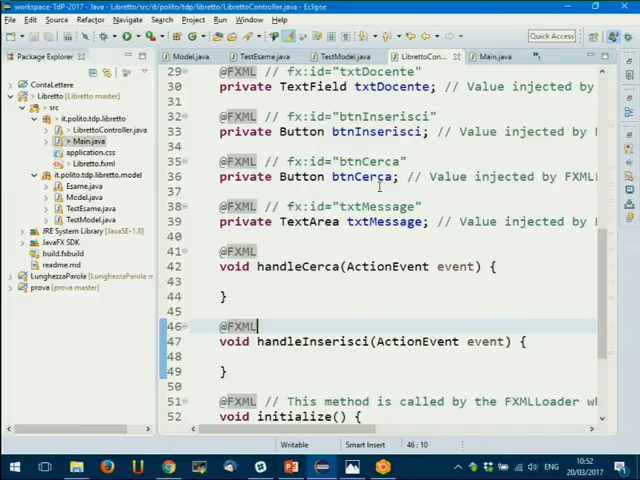 workspace-TdP-2017 - Java - Libretto/src/it/polito/tdp/libretto/LibrettoController.java - Eclipse
File Edit Source Refactor Navigate Search Project Run Window Help
Quick Access
Package Explorer
Model.java TestEsame.java TestModel.java LibrettoCon... Main.java
ContaLettere
Libretto [Libretto master]
src
it.polito.tdp.libretto
LibrettoController.java
Main.java
application.css
Libretto.fxml
it.polito.tdp.libretto.model
Esame.java
Model.java
TestEsame.java
TestModel.java
JRE System Library [JavaSE-1.8]
JavaFX SDK
build.fxbuild
readme.md
LunghezzaParola [LunghezzaParola
prova [prova master]
29 @FXML // fx:id="txtDocente"
30 private TextField txtDocente; // Value injected by
31
32 @FXML // fx:id="btnInserisci"
33 private Button btnInserisci; // Value injected by F
34
35 @FXML // fx:id="btnCerca"
36 private Button btnCerca; // Value injected by FXML
37
38 @FXML // fx:id="txtMessage"
39 private TextArea txtMessage; // Value injected by F
40
41 @FXML
42 void handleCerca(ActionEvent event) {
43
44 }
45
46 @FXML
47 void handleInserisci(ActionEvent event) {
48
49 }
50
51 @FXML // This method is called by the FXMLLoader w
52 void initialize() {
Writable Smart Insert 46 : 10
10:52
20/03/2017